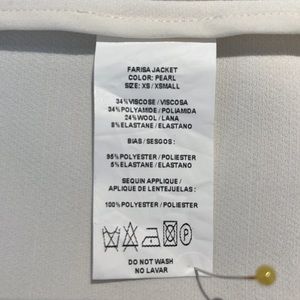 FARISA JACKET
COLOR: PEARL
SIZE: XS / XSMALL
34%VISCOSE / VISCOSA
34%POLYAMIDE / POLIAMIDA
24%WOOL / LANA
8%ELASTANE / ELASTANO
BIAS / SESGOS :
95%POLYESTER / POLIESTER
5%ELASTANE / ELASTANO
SEQUIN APPLIQUE /
APLIQUE DE LENTEJUELAS :
100%POLYESTER / POLIESTER
P
DO NOT WASH
NO LAVAR